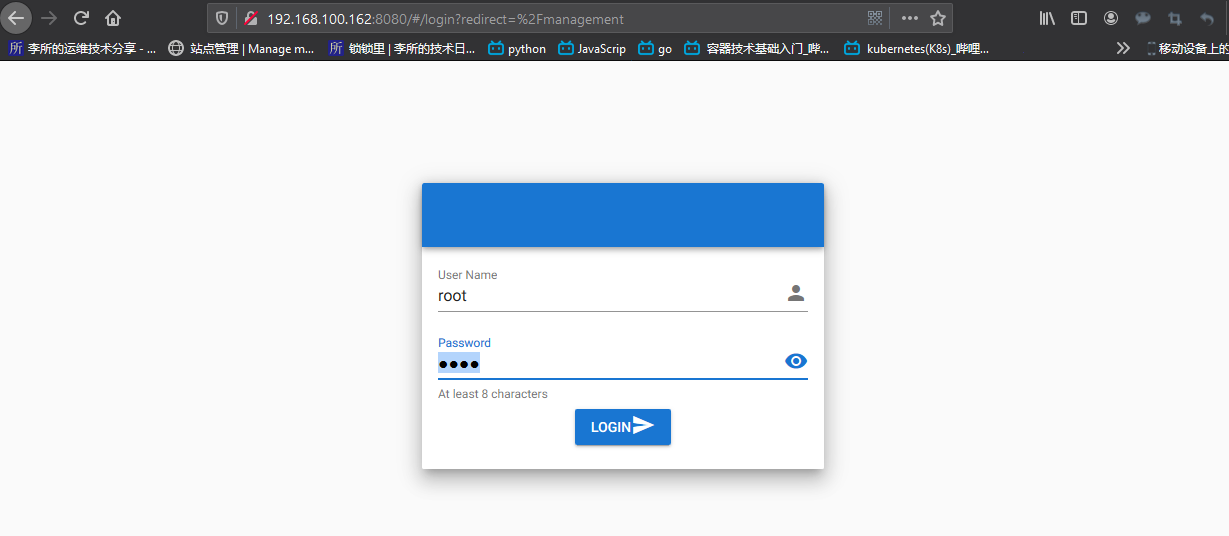 192.168.100.162:8080/#/login?redirect=%2Fmanagement
所 李所的运维技术分享 - ... 站点管理 | Manage m... 所 锁锁里 | 李所的技术日... python JavaScrip go 容器技术基础入门_哔... kubernetes(K8s)_哔哩... 移动设备上的
User Name
root
Password
At least 8 characters
LOGIN